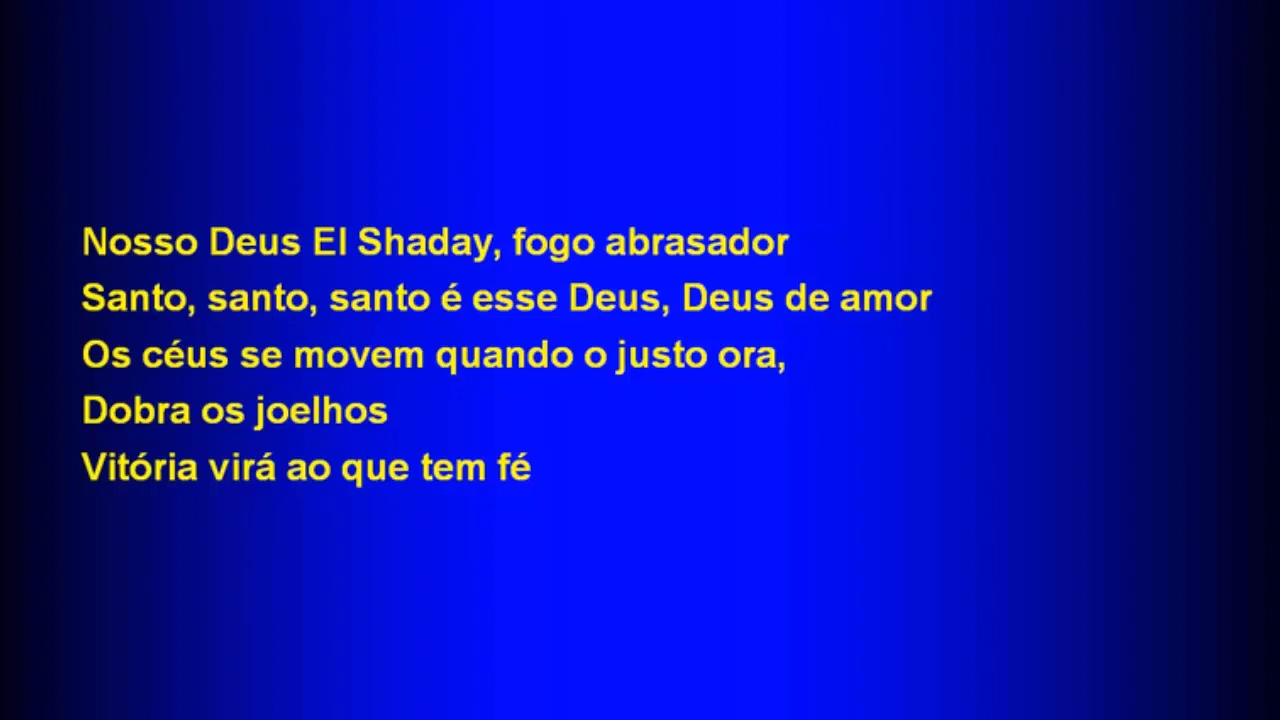 Nosso Deus El Shaday, fogo abrasador
Santo, santo, santo é esse Deus, Deus de amor
Os céus se movem quando o justo ora,
Dobra os joelhos
Vitória virá ao que tem fé